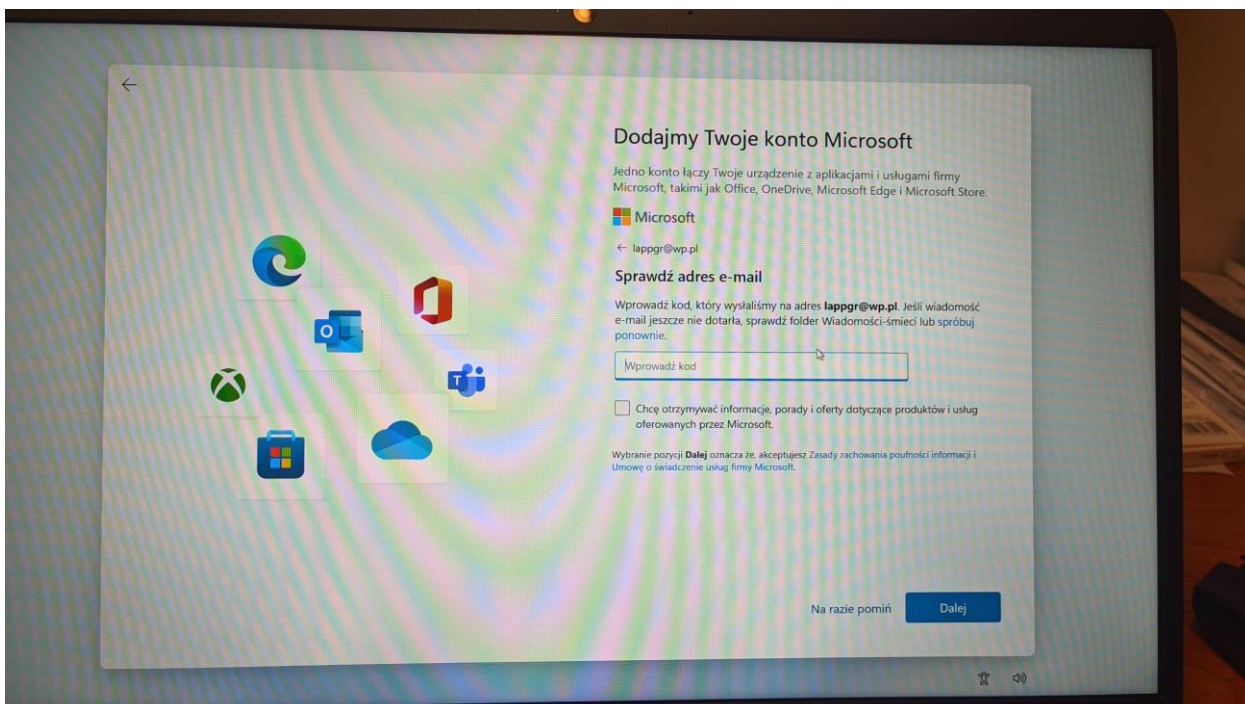 Dodajmy Twoje konto Microsoft
Jedno konto łączy Twoje urządzenie z aplikacjami i usługami firmy
Microsoft, takimi jak Office, OneDrive, Microsoft Edge i Microsoft Store.
Microsoft
← lappgr@wp.pl
Sprawdź adres e-mail
Wprowadź kod, który wysłaliśmy na adres lappgr@wp.pl. Jeśli wiadomość
e-mail jeszcze nie dotarła, sprawdź folder Wiadomości-śmieci lub spróbuj
ponownie.
Wprowadź kod
Chcę otrzymywać informacje, porady i oferty dotyczące produktów i usług
oferowanych przez Microsoft.
Wybranie pozycji Dalej oznacza że, akceptujesz Zasady zachowania poufności informacji i
Umowę o świadczenie usług firmy Microsoft.
Na razie pomiń
Dalej